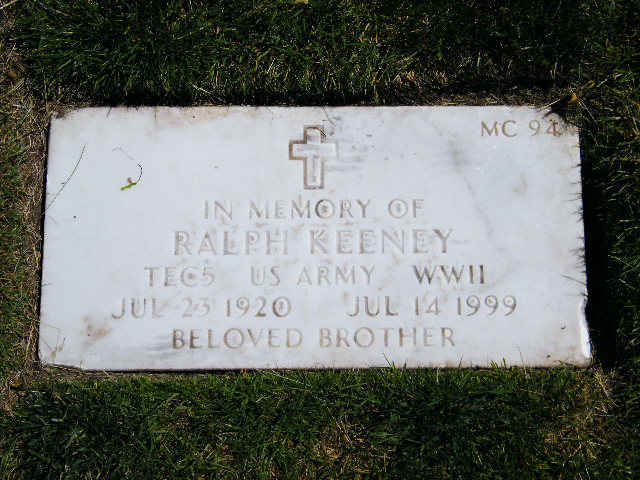 MC 94
IN MEMORY OF
RALPH KEENEY
TEC5 US ARMY WWII
JUL 23 1920 JUL 14 1999
BELOVED BROTHER